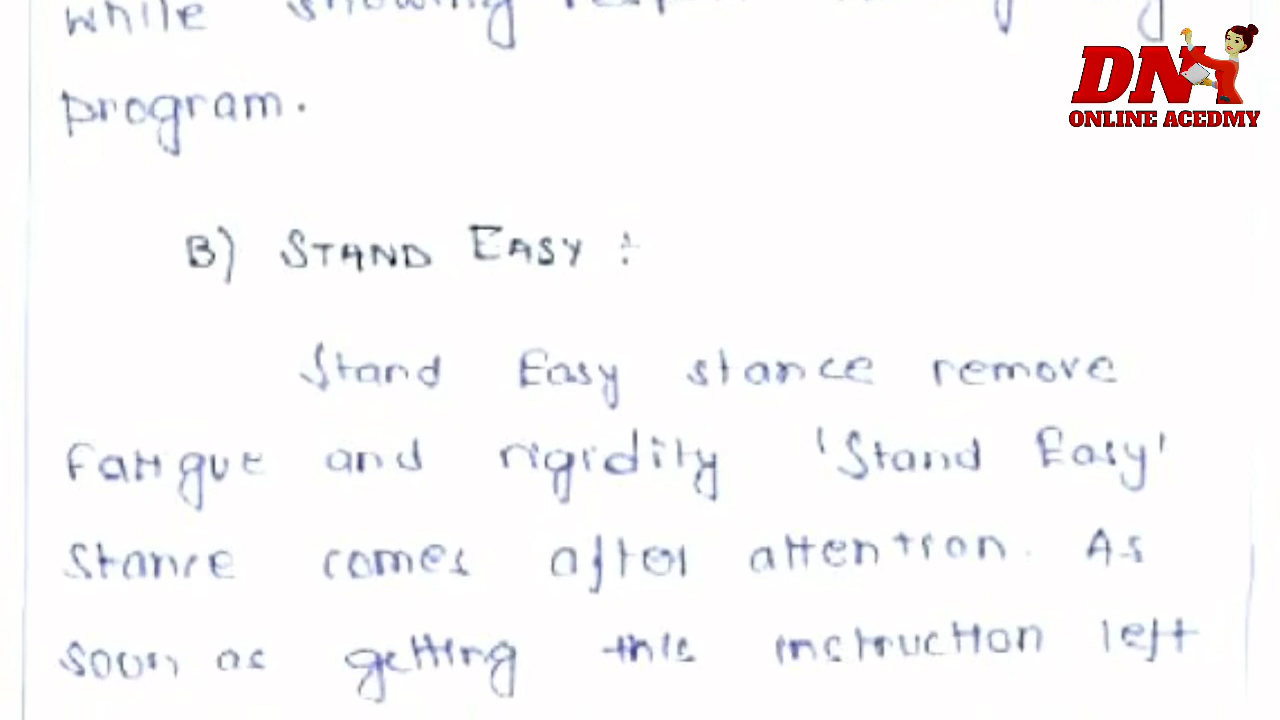 while showing
program.
DN
ONLINE ACEDMY
B) STAND EASY :
Stand Easy stance remove
Fatigue and rigidity 'Stand Easy'
Stance comes after attention. As
soon as getting this instruction left